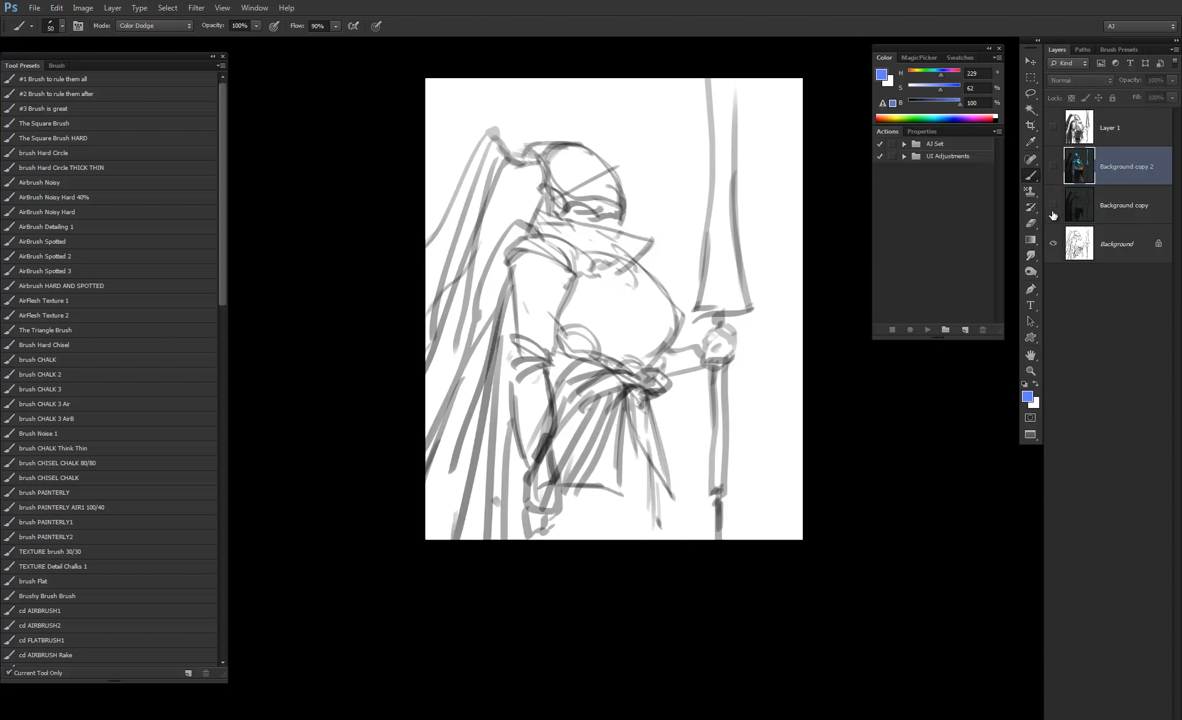 Ps File Edit Image Layer Type Select Filter View Window Help
50 Mode: Color Dodge Opacity: 100% Flow: 90% AJ
Tool Presets Brush
#1 Brush to rule them all
#2 Brush to rule them after
#3 Brush is great
The Square Brush
The Square Brush HARD
brush Hard Circle
brush Hard Circle THICK THIN
Airbrush Noisy
AIrbrush Noisy Hard 40%
Airbrush Noisy Hard
Airbrush Detailing 1
AIrbrush Spotted
AIrbrush Spotted 2
Airbrush Spotted 3
Airbrush HARD AND SPOTTED
AirFlesh Texture 1
AirFlesh Texture 2
The Triangle Brush
Brush Hard Chisel
brush CHALK
brush CHALK 2
brush CHALK 3
brush CHALK 3 Air
brush CHALK 3 AirB
Brush Noise 1
brush CHALK Think Thin
brush CHISEL CHALK 80/80
brush CHISEL CHALK
brush PAINTERLY
brush PAINTERLY AIR1 100/40
brush PAINTERLY1
brush PAINTERLY2
TEXTURE brush 30/30
TEXTURE Detail Chalks 1
brush Flat
Brushy Brush Brush
cd AIRBRUSH1
cd AIRBRUSH2
cd FLATBRUSH1
cd AIRBRUSH Rake
Current Tool Only
Color MagicPicker Swatches
H 229 °
S 62 %
B 100 %
Actions Properties
AJ Set
UI Adjustments
Layers Paths Brush Presets
Kind
Normal Opacity: 100%
Locks: Fill: 100%
Layer 1
Background copy 2
Background copy
Background